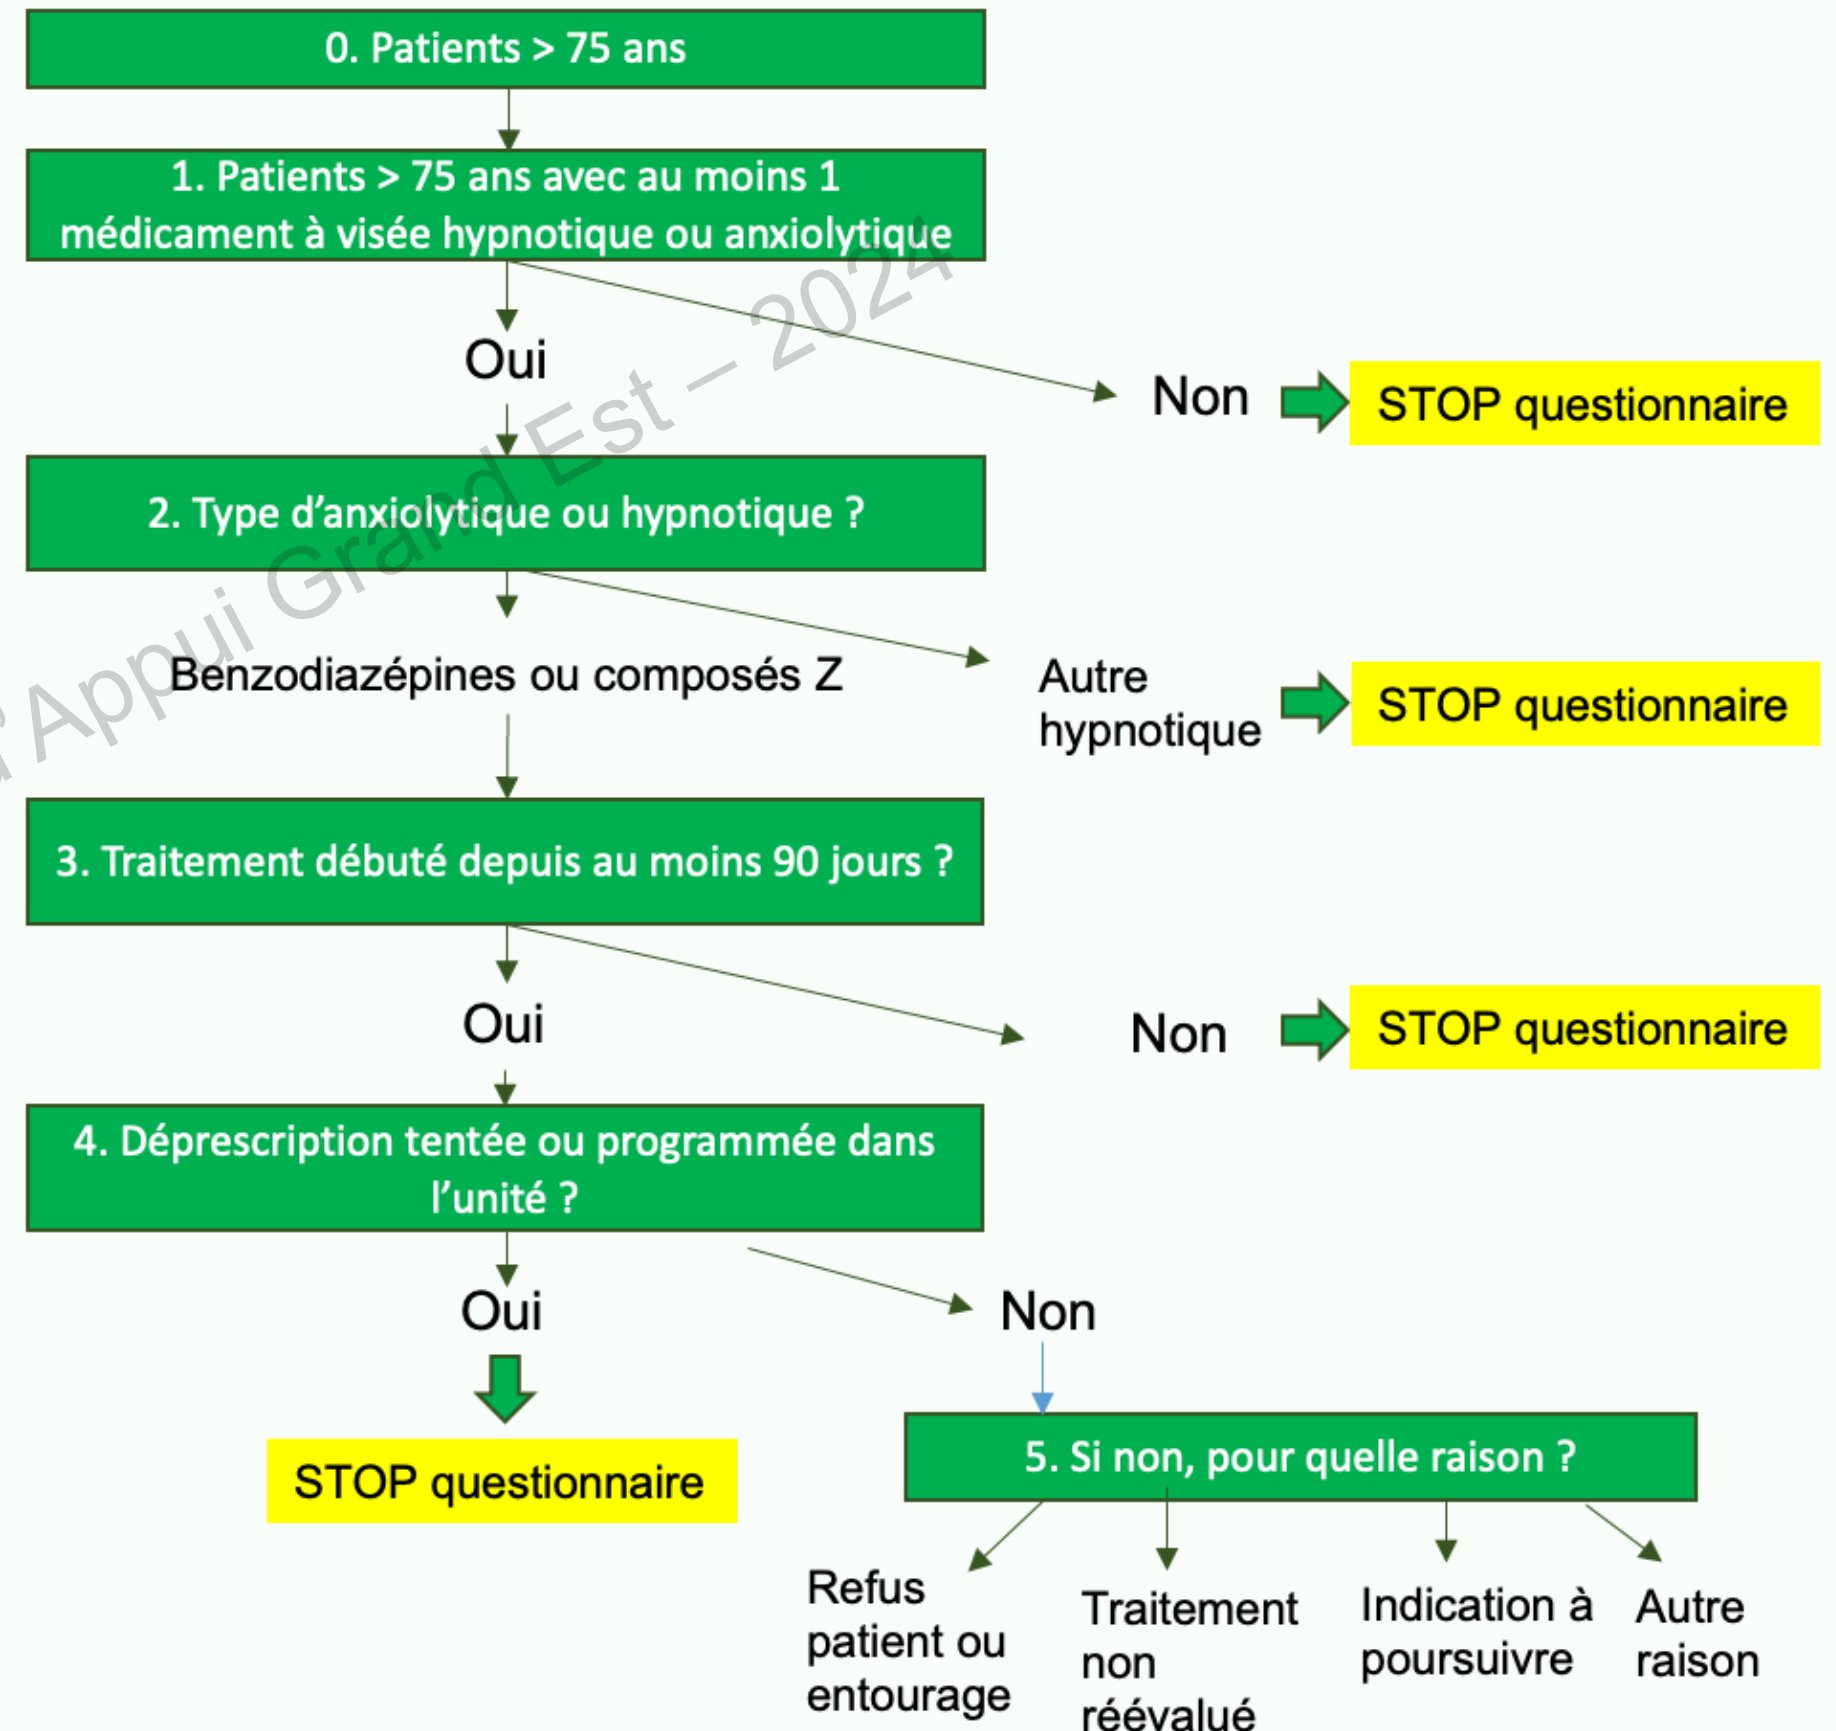 0. Patients > 75 ans
1. Patients > 75 ans avec au moins 1
médicament à visée hypnotique ou anxiolytique
Oui
Non
STOP questionnaire
2. Type d'anxiolytique ou hypnotique ?
Benzodiazépines ou composés Z
Autre
hypnotique
STOP questionnaire
3. Traitement débuté depuis au moins 90 jours ?
Oui
Non
STOP questionnaire
4. Déprescription tentée ou programmée dans
l'unité ?
Oui
Non
STOP questionnaire
5. Si non, pour quelle raison ?
Refus
patient ou
entourage
Traitement
non
réévalué
Indication à
poursuivre
Autre
raison
d'Appui Grand Est – 2024